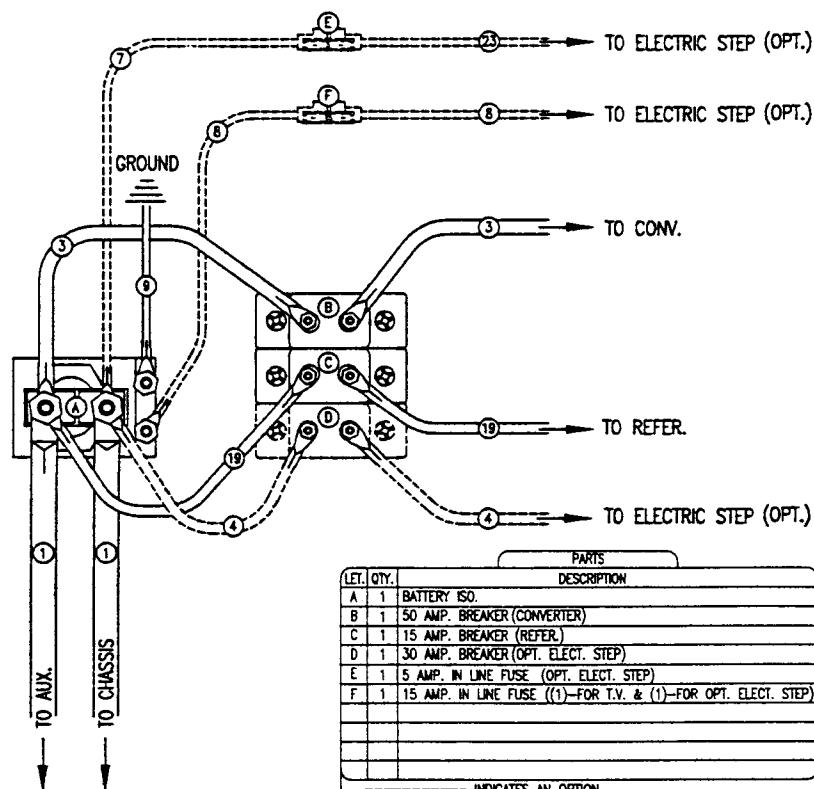 E
23
TO ELECTRIC STEP (OPT.)
7
F
8
TO ELECTRIC STEP (OPT.)
8
GROUND
3
TO CONV.
3
9
B
C
A
D
19
TO REFER.
19
4
4
TO ELECTRIC STEP (OPT.)
1
1
TO AUX.
TO CHASSIS
PARTS
LET. QTY. DESCRIPTION
A 1 BATTERY ISO.
B 1 50 AMP. BREAKER (CONVERTER)
C 1 15 AMP. BREAKER (REFER.)
D 1 30 AMP. BREAKER (OPT. ELECT. STEP)
E 1 5 AMP. IN LINE FUSE (OPT. ELECT. STEP)
F 1 15 AMP. IN LINE FUSE ((1)-FOR T.V. & (1)-FOR OPT. ELECT. STEP)
INDICATES AN OPTION